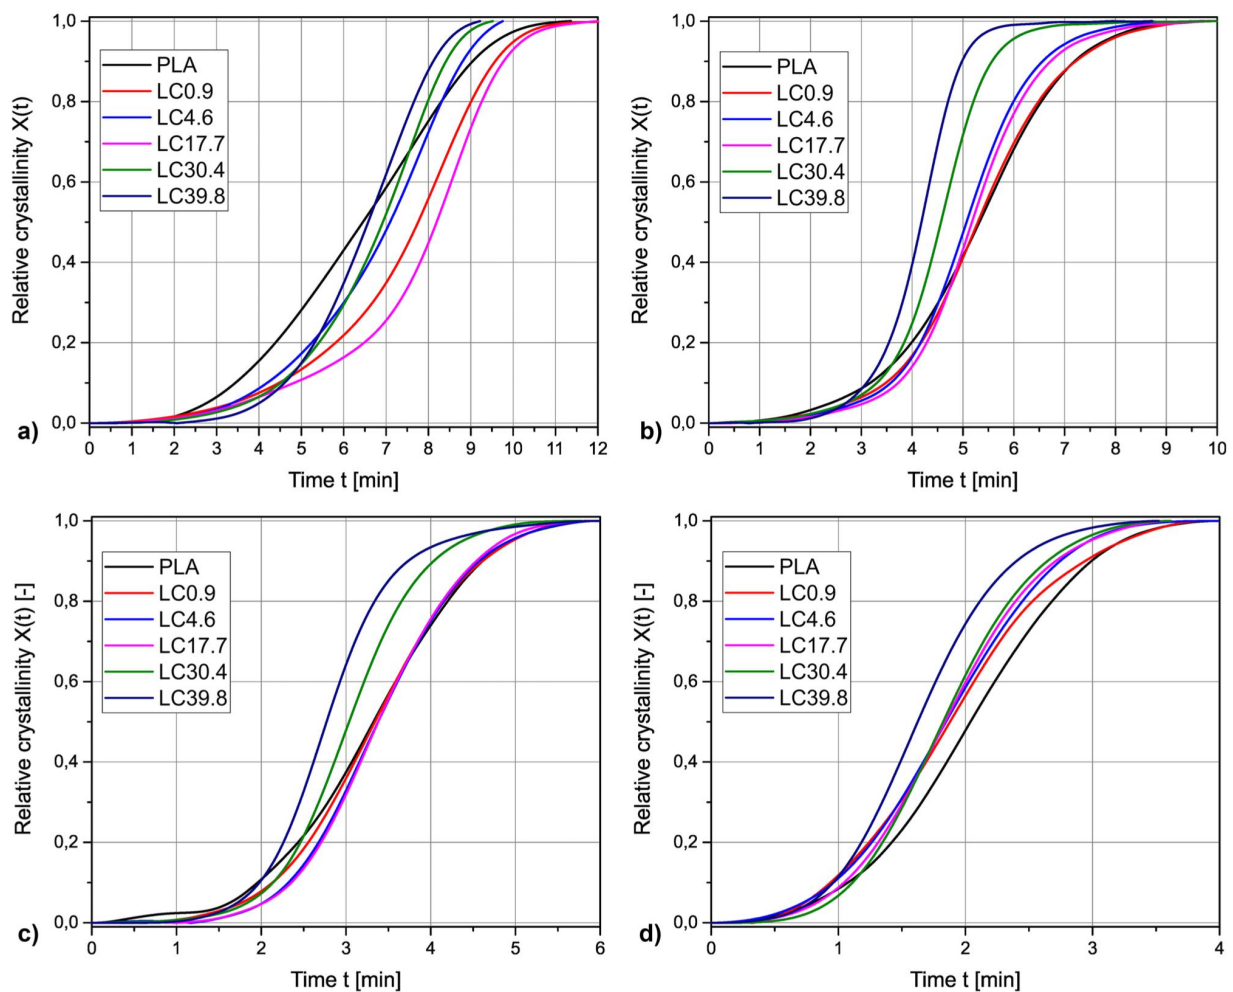 1,0
0,8
0,6
0,4
0,2
0,0
Relative crystallinity X(t)
PLA
LC0.9
LC4.6
LC17.7
LC30.4
LC39.8
0 1 2 3 4 5 6 7 8 9 10 11 12
Time t [min]
a)
1,0
0,8
0,6
0,4
0,2
0,0
Relative crystallinity X(t)
PLA
LC0.9
LC4.6
LC17.7
LC30.4
LC39.8
0 1 2 3 4 5 6 7 8 9 10
Time t [min]
b)
1,0
0,8
0,6
0,4
0,2
0,0
Relative crystallinity X(t) [-]
PLA
LC0.9
LC4.6
LC17.7
LC30.4
LC39.8
0 1 2 3 4 5 6
Time t [min]
c)
1,0
0,8
0,6
0,4
0,2
0,0
Relative crystallinity X(t) [-]
PLA
LC0.9
LC4.6
LC17.7
LC30.4
LC39.8
0 1 2 3 4
Time t [min]
d)